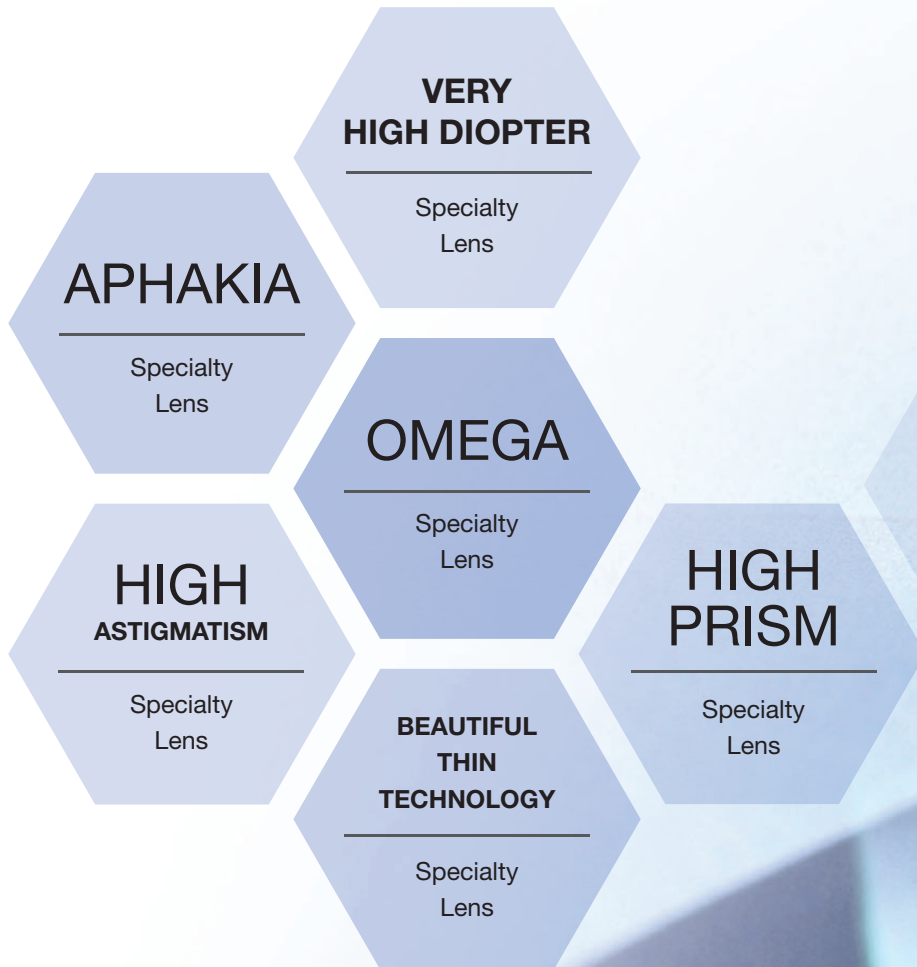 VERY
HIGH DIOPTER
Specialty
Lens
APHAKIA
Specialty
Lens
OMEGA
Specialty
Lens
HIGH
ASTIGMATISM
Specialty
Lens
HIGH
PRISM
Specialty
Lens
BEAUTIFUL
THIN
TECHNOLOGY
Specialty
Lens